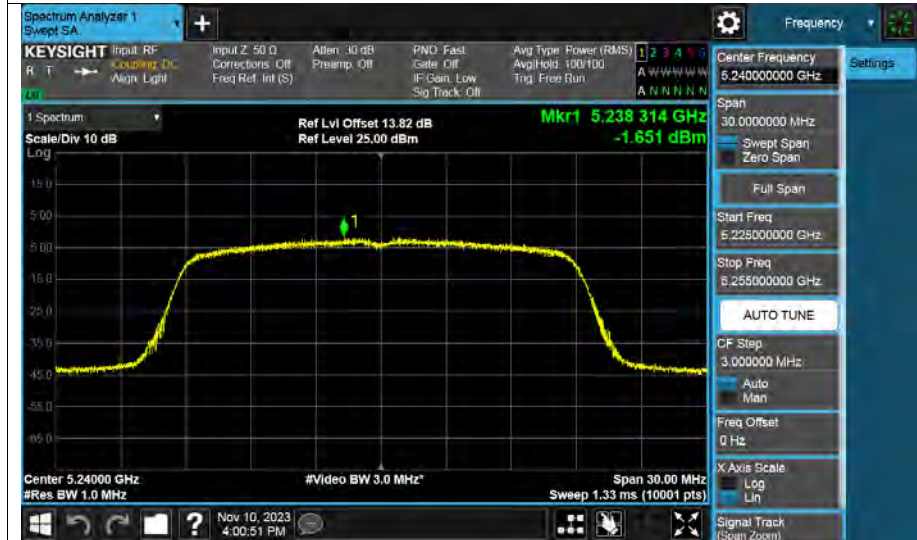 Spectrum Analyzer 1
Swept SA
+
Frequency
KEYSIGHT
R T
Input: RF
Coupling: DC
Align: Light
Input Z: 50 Ω
Corrections: Off
Freq Ref: Int (S)
Atten: 30 dB
Preamp: Off
PNO: Fast
Gate: Off
IF Gain: Low
Sig Track: Off
Avg Type: Power (RMS)
Avg|Hold: 100/100
Trig: Free Run
1 2 3 4 5 6
A W W W W W
A N N N N N
1 Spectrum
Scale/Div 10 dB
Log
Ref Lvl Offset 13.82 dB
Ref Level 25.00 dBm
Mkr1 5.238 314 GHz
-1.651 dBm
15.0
5.00
-5.00
-15.0
-25.0
-35.0
-45.0
-55.0
-65.0
1
Center 5.24000 GHz
#Res BW 1.0 MHz
#Video BW 3.0 MHz*
Span 30.00 MHz
Sweep 1.33 ms (10001 pts)
?
Nov 10, 2023
4:00:51 PM
Center Frequency
5.240000000 GHz
Settings
Span
30.0000000 MHz
Swept Span
Zero Span
Full Span
Start Freq
5.225000000 GHz
Stop Freq
5.255000000 GHz
AUTO TUNE
CF Step
3.000000 MHz
Auto
Man
Freq Offset
0 Hz
X Axis Scale
Log
Lin
Signal Track
(Span Zoom)